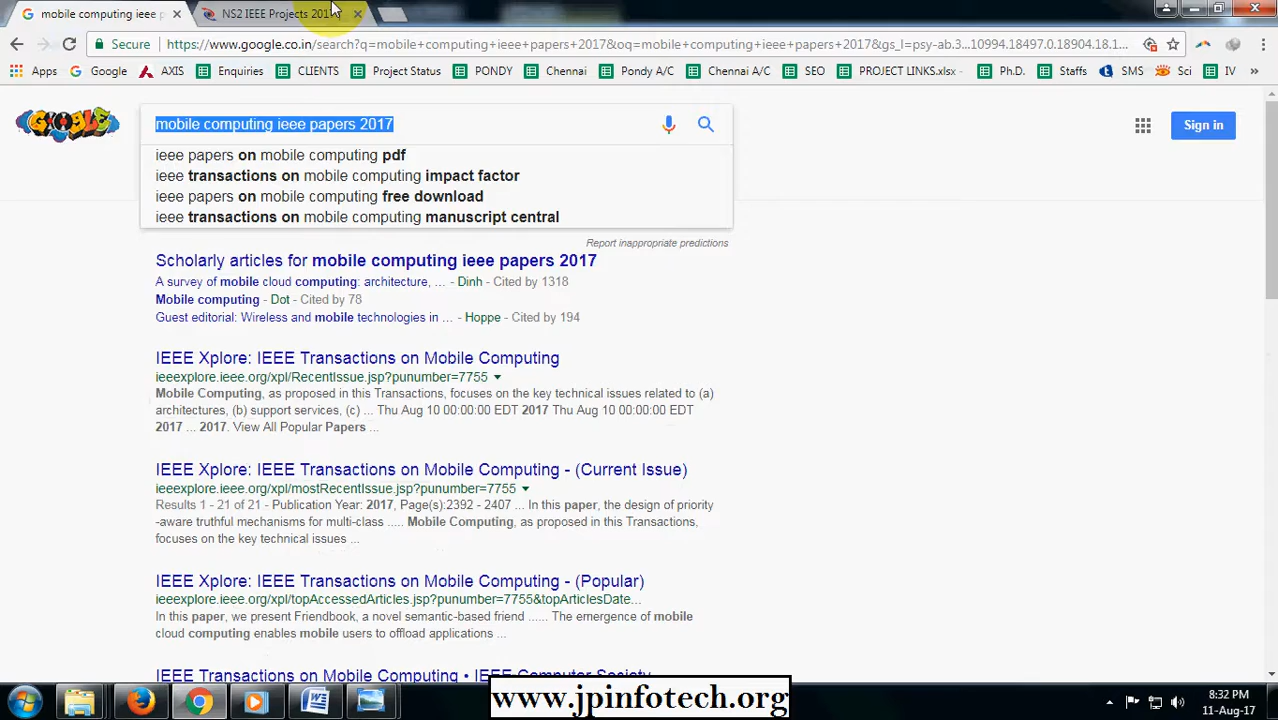 mobile computing ieee p
NS2 IEEE Projects 201
Secure
https://www.google.co.in/search?q=mobile+computing+ieee+papers+2017&oq=mobile+computing+ieee+papers+2017&gs_l=psy-ab.3...10994.18497.0.18904.18.1...
Apps Google AXIS Enquiries CLIENTS Project Status PONDY Chennai Pondy A/C Chennai A/C SEO PROJECT LINKS.xlsx - Ph.D. Staffs SMS Sci IV »
mobile computing ieee papers 2017
Sign in
ieee papers on mobile computing pdf
ieee transactions on mobile computing impact factor
ieee papers on mobile computing free download
ieee transactions on mobile computing manuscript central
Report inappropriate predictions
Scholarly articles for mobile computing ieee papers 2017
A survey of mobile cloud computing: architecture, ... - Dinh - Cited by 1318
Mobile computing - Dot - Cited by 78
Guest editorial: Wireless and mobile technologies in ... - Hoppe - Cited by 194
IEEE Xplore: IEEE Transactions on Mobile Computing
ieeexplore.ieee.org/xpl/RecentIssue.jsp?punumber=7755
Mobile Computing, as proposed in this Transactions, focuses on the key technical issues related to (a)
architectures, (b) support services, (c) ... Thu Aug 10 00:00:00 EDT 2017 Thu Aug 10 00:00:00 EDT
2017 ... 2017. View All Popular Papers ...
IEEE Xplore: IEEE Transactions on Mobile Computing - (Current Issue)
ieeexplore.ieee.org/xpl/mostRecentIssue.jsp?punumber=7755
Results 1 - 21 of 21 - Publication Year: 2017, Page(s):2392 - 2407 ... In this paper, the design of priority
-aware truthful mechanisms for multi-class ..... Mobile Computing, as proposed in this Transactions,
focuses on the key technical issues ...
IEEE Xplore: IEEE Transactions on Mobile Computing - (Popular)
ieeexplore.ieee.org/xpl/topAccessedArticles.jsp?punumber=7755&topArticlesDate...
In this paper, we present Friendbook, a novel semantic-based friend ...... The emergence of mobile
cloud computing enables mobile users to offload applications ...
IEEE Transactions on Mobile Computing • IEEE Computer Society
www.jpinfotech.org
8:32 PM
11-Aug-17